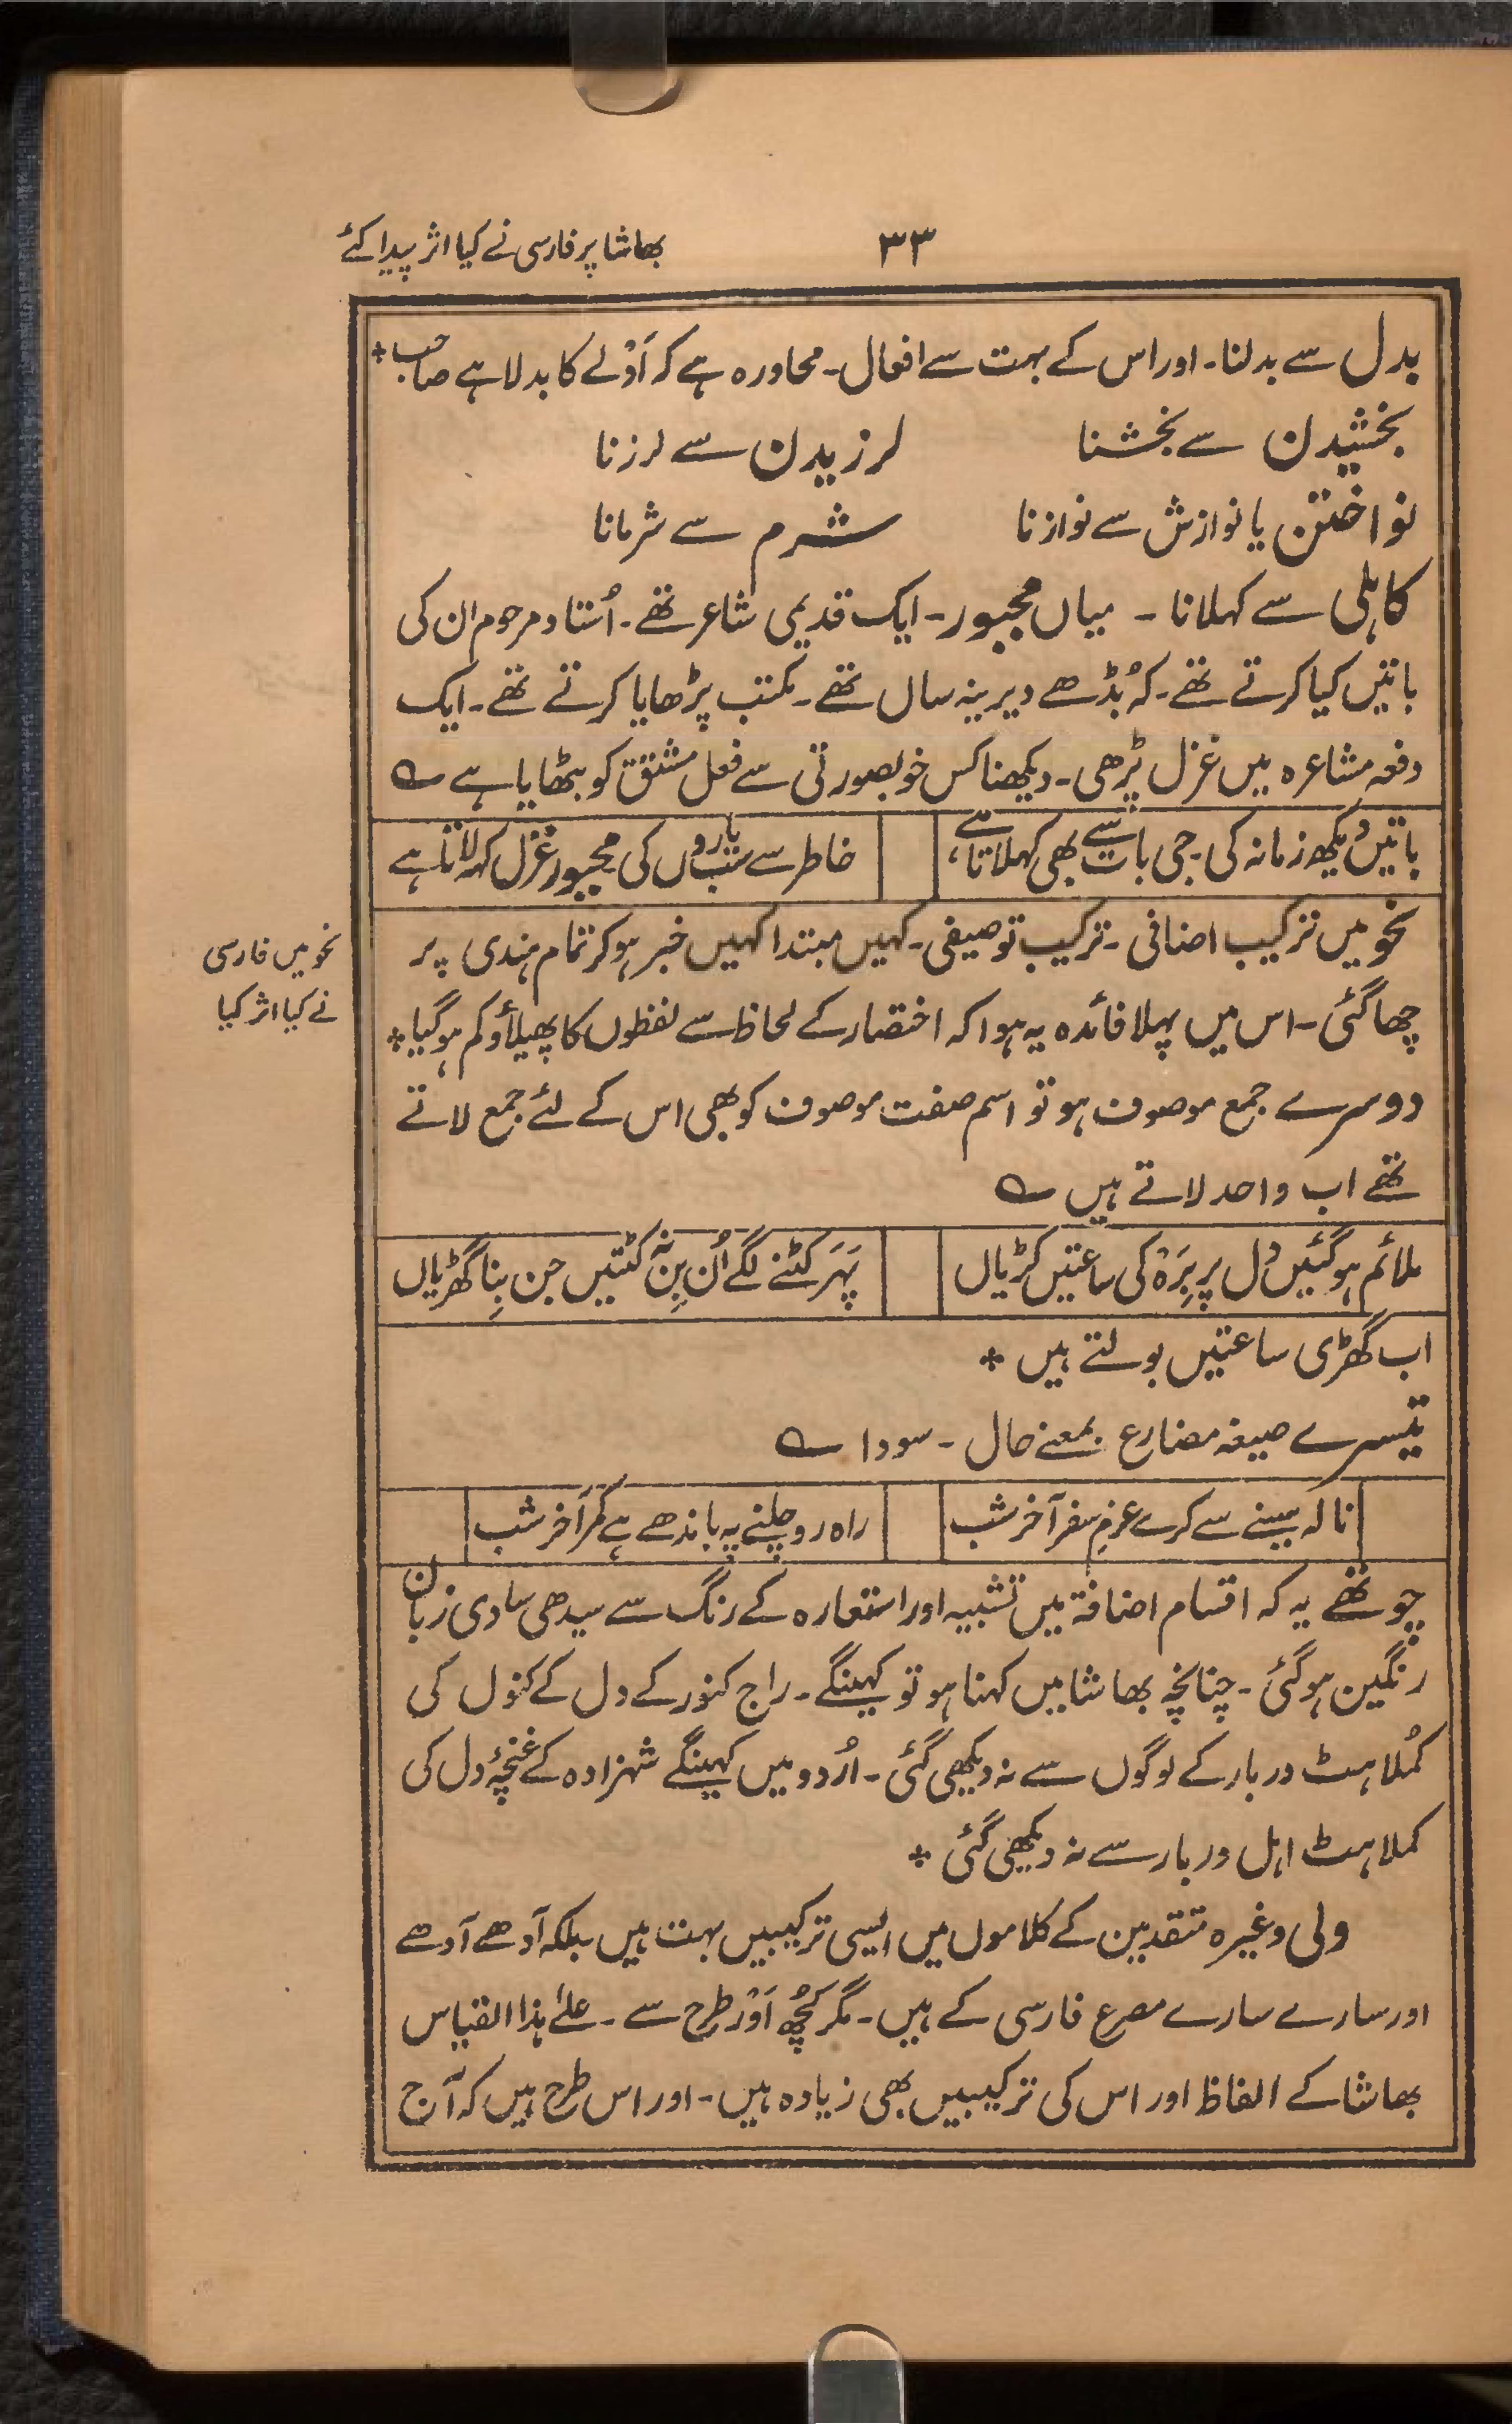 ۳۳
بھاشا پر فارسی نے کیا اثر پیدا کئے
بدل سے بدلنا۔ اور اس کے بہت سے افعال۔ محاورہ ہے کہ اَدْلے کا بدلا ہے صاحب *
بخشیدن سے بخشنا
لرزیدن سے لرزنا
نواختن یا نوازش سے نوازنا
شرم سے شرمانا
کاہلی سے کہلانا ۔ میاں مجبور۔ ایک قدیمی شاعر تھے۔ اُستاد مرحوم ان کی
باتیں کیا کرتے تھے۔ کہ بُڈھے دیرینہ سال تھے۔ مکتب پڑھایا کرتے تھے۔ ایک
دفعہ مشاعرہ میں غزل پڑھی۔ دیکھنا کس خوبصورتی سے فعل مشتق کو بٹھایا ہے ؎
باتیں دیکھ زمانہ کی۔ جی بات سے بھی کہلاتا ہے،
خاطر سے سب یاروں کی مجبور غزل کہہ لاتا ہے
نحو میں ترکیب اضافی ۔ ترکیب توصیفی۔ کہیں مبتدا کہیں خبر ہو کر تمام ہندی پر
نحو میں فارسی
نے کیا اثر کیا
چھا گئی۔ اس میں پہلا فائدہ یہ ہوا کہ اختصار کے لحاظ سے لفظوں کا پھیلاؤ کم ہو گیا *
دوسرے جمع موصوف ہو تو اسم صفت موصوف کو بھی اس کے لئے جمع لاتے
تھے اب واحد لاتے ہیں ؎
ملائم ہو گئیں دل پر بِرَہ کی ساعتیں کڑیاں
پَہَر کٹنے لگے اُن بِن نہ کٹتیں جن بِنا گھڑیاں
اب گھڑی ساعتیں بولتے ہیں *
تیسرے صیغہ مضارع بمعنے حال ۔ سودا ؎
نالہ سینے سے کرے عزمِ سفر آخر شب
راہ رو چلنے پہ باندھے ہے کمر آخر شب
چوتھے یہ کہ اقسام اضافۃ میں تشبیہ اور استعارہ کے رنگ سے سیدھی سادی زبان
رنگین ہو گئی۔ چنانچہ بھاشا میں کہنا ہو تو کہینگے۔ راج کنور کے دل کے کنول کی
کُملاہٹ دربار کے لوگوں سے نہ دیکھی گئی۔ اُردو میں کہینگے شہزادہ کے غنچۂ دل کی
کملاہٹ اہل دربار سے نہ دیکھی گئی *
ولی وغیرہ متقدمین کے کلاموں میں ایسی ترکیبیں بہت ہیں بلکہ آدھے آدھے
اور سارے سارے مصرع فارسی کے ہیں۔ مگر کچُھ اَوْر طرح سے ۔ علیٰ ہذا القیاس
بھاشا کے الفاظ اور اس کی ترکیبیں بھی زیادہ ہیں۔ اور اس طرح ہیں کہ آج